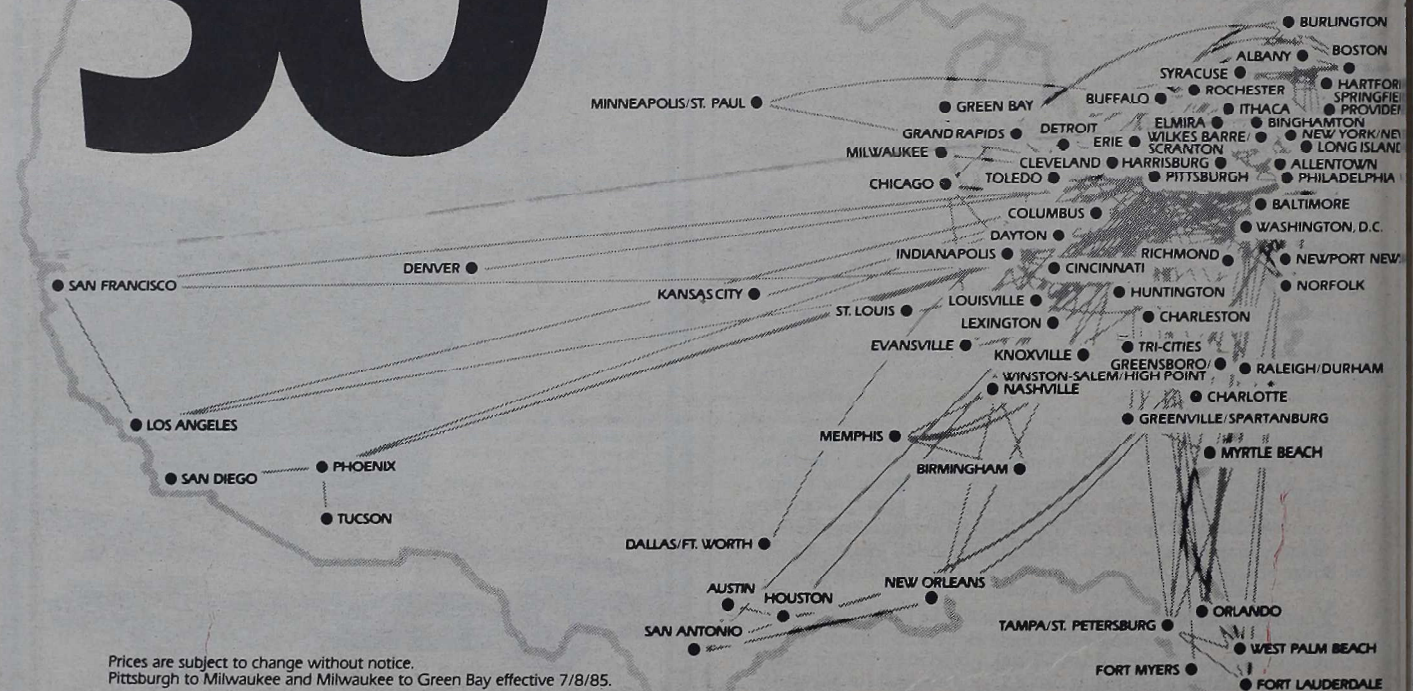 30
BURLINGTON
ALBANY
BOSTON
SYRACUSE
ROCHESTER
MINNEAPOLIS/ST. PAUL
GREEN BAY
BUFFALO
ITHACA
ELMIRA
BINGHAMTON
GRAND RAPIDS
DETROIT
ERIE
WILKES BARRE/
SCRANTON
LONG ISLAND
MILWAUKEE
CLEVELAND
HARRISBURG
ALLENTOWN
CHICAGO
TOLEDO
PITTSBURGH
PHILADELPHIA
COLUMBUS
BALTIMORE
DAYTON
WASHINGTON, D.C.
INDIANAPOLIS
RICHMOND
NEWPORT NEW
DENVER
CINCINNATI
SAN FRANCISCO
KANSAS CITY
HUNTINGTON
NORFOLK
ST. LOUIS
LOUISVILLE
LEXINGTON
CHARLESTON
EVANSVILLE
KNOXVILLE
TRI-CITIES
GREENSBORO/
WINSTON-SALEM/HIGH POINT
RALEIGH/DURHAM
NASHVILLE
CHARLOTTE
LOS ANGELES
GREENVILLE/SPARTANBURG
MEMPHIS
MYRTLE BEACH
PHOENIX
BIRMINGHAM
SAN DIEGO
TUCSON
DALLAS/FT. WORTH
AUSTIN
HOUSTON
NEW ORLEANS
ORLANDO
SAN ANTONIO
TAMPA/ST. PETERSBURG
WEST PALM BEACH
FORT MYERS
FORT LAUDERDALE
Prices are subject to change without notice.
Pittsburgh to Milwaukee and Milwaukee to Green Bay effective 7/8/85.